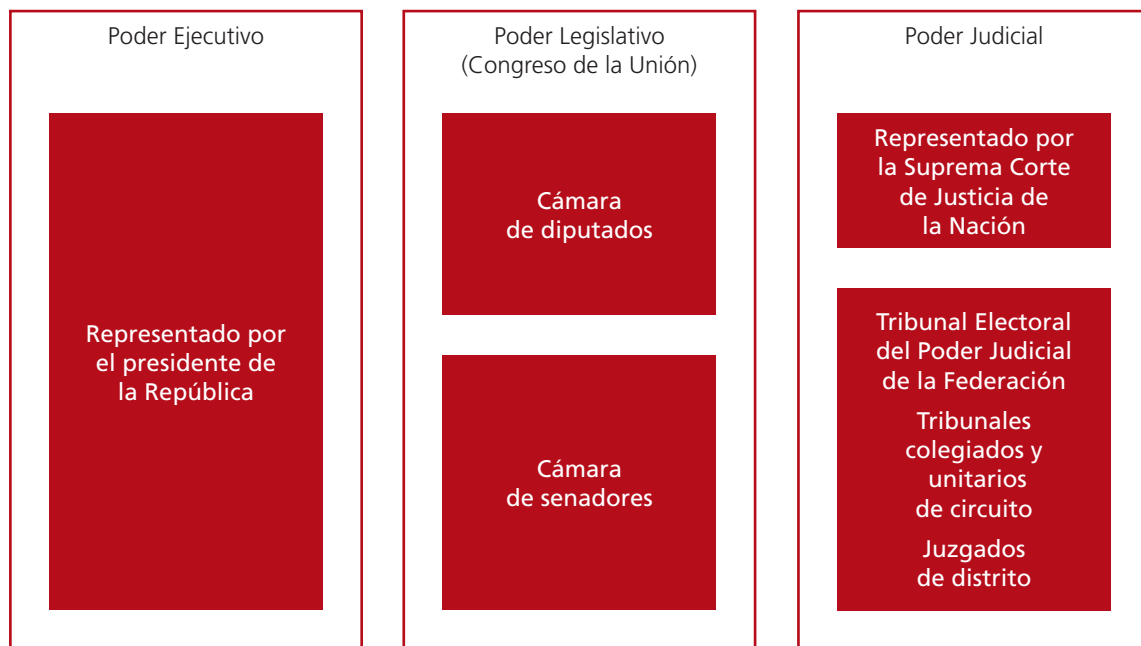 Poder Ejecutivo
Representado por
el presidente de
la República
Poder Legislativo
(Congreso de la Unión)
Cámara
de diputados
Cámara
de senadores
Poder Judicial
Representado por
la Suprema Corte
de Justicia de
la Nación
Tribunal Electoral
del Poder Judicial
de la Federación
Tribunales
colegiados y
unitarios
de circuito
Juzgados
de distrito